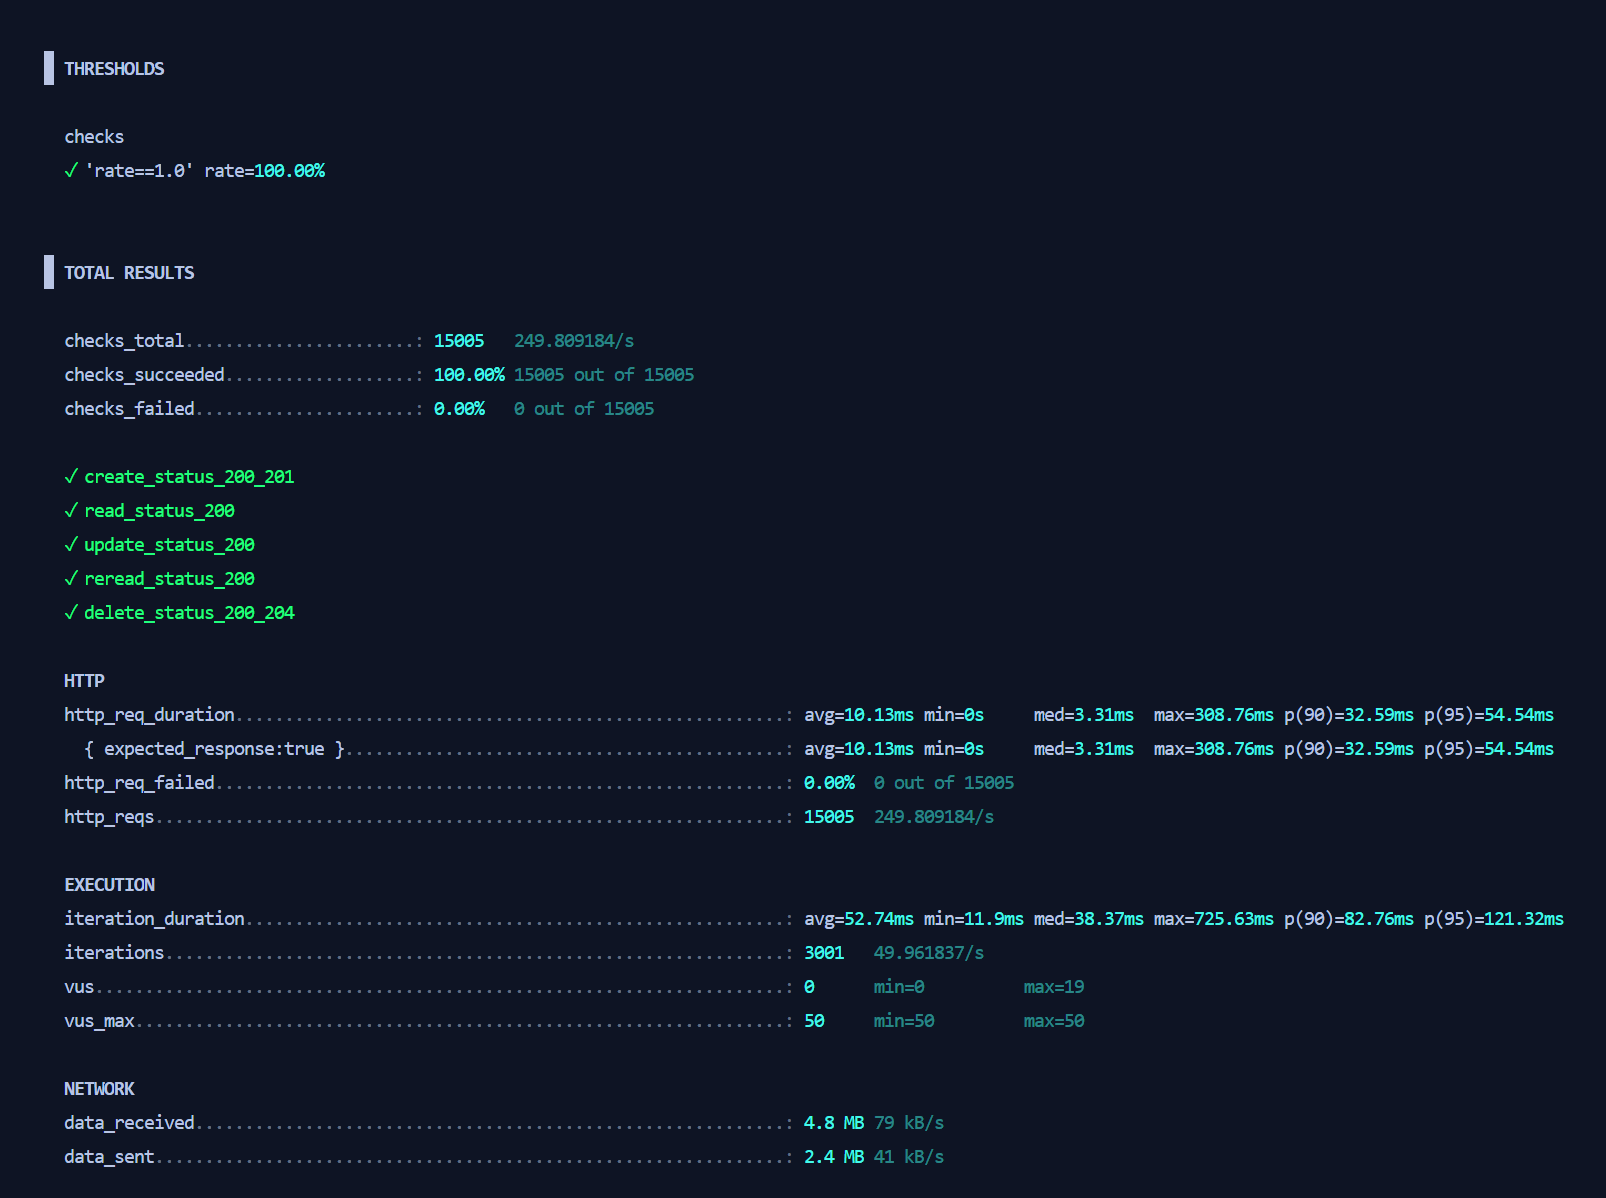 THRESHOLDS
checks
✓ 'rate==1.0' rate=100.00%
TOTAL RESULTS
checks_total.......................: 15005   249.809184/s
checks_succeeded...................: 100.00% 15005 out of 15005
checks_failed......................: 0.00%   0 out of 15005
✓ create_status_200_201
✓ read_status_200
✓ update_status_200
✓ reread_status_200
✓ delete_status_200_204
HTTP
http_req_duration.......................................................: avg=10.13ms min=0s     med=3.31ms  max=308.76ms p(90)=32.59ms p(95)=54.54ms
  { expected_response:true }............................................: avg=10.13ms min=0s     med=3.31ms  max=308.76ms p(90)=32.59ms p(95)=54.54ms
http_req_failed.........................................................: 0.00%  0 out of 15005
http_reqs...............................................................: 15005  249.809184/s
EXECUTION
iteration_duration......................................................: avg=52.74ms min=11.9ms med=38.37ms max=725.63ms p(90)=82.76ms p(95)=121.32ms
iterations..............................................................: 3001   49.961837/s
vus.....................................................................: 0      min=0          max=19
vus_max.................................................................: 50     min=50         max=50
NETWORK
data_received...........................................................: 4.8 MB 79 kB/s
data_sent...............................................................: 2.4 MB 41 kB/s